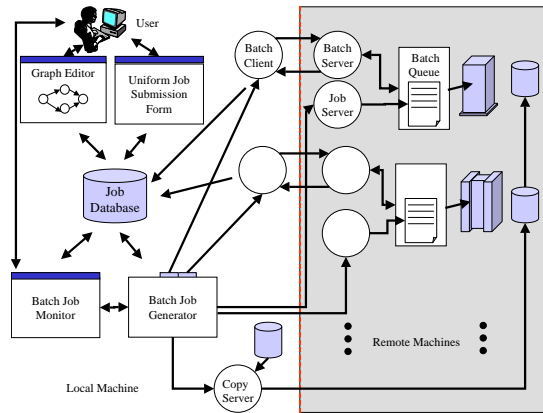 User
Graph Editor
Uniform Job
Submission
Form
Batch
Client
Batch
Server
Batch
Queue
Job
Server
Job
Database
Batch Job
Monitor
Batch Job
Generator
Remote Machines
Local Machine
Copy
Server